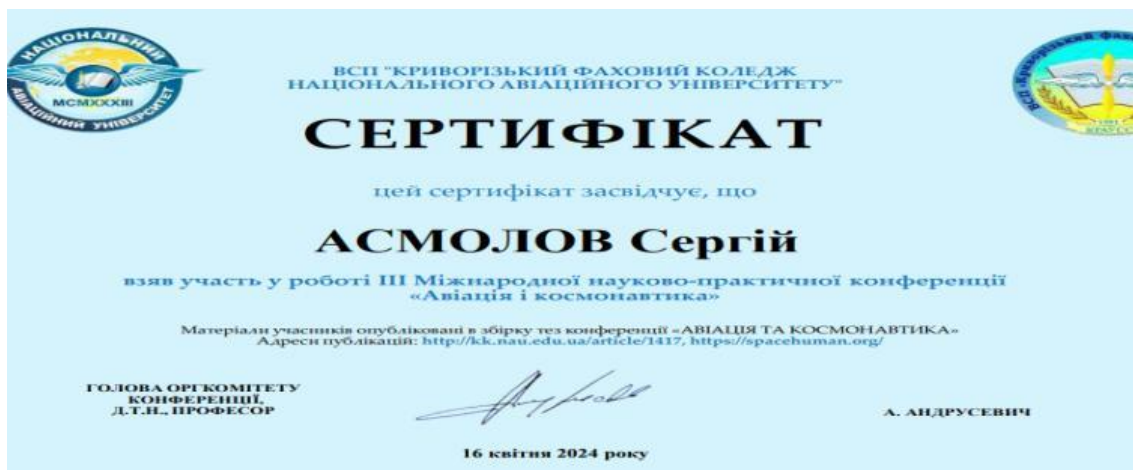 НАЦІОНАЛЬНИЙ
АВІАЦІЙНИЙ УНІВЕРСИТЕТ
MCMXXXIII
ВСП "КРИВОРІЗЬКИЙ ФАХОВИЙ КОЛЕДЖ
НАЦІОНАЛЬНОГО АВІАЦІЙНОГО УНІВЕРСИТЕТУ"
ВСП «Криворізький фахо
СЕРТИФІКАТ
цей сертифікат засвідчує, що
АСМОЛОВ Сергій
взяв участь у роботі ІІІ Міжнародної науково-практичної конференції
«Авіація і космонавтика»
Матеріали учасників опубліковані в збірку тез конференції «АВІАЦІЯ ТА КОСМОНАВТИКА»
Адреси публікацій: http://kk.nau.edu.ua/article/1417, https://spacehuman.org/
ГОЛОВА ОРГКОМІТЕТУ
КОНФЕРЕНЦІЇ,
Д.Т.Н., ПРОФЕСОР
А. АНДРУСЕВИЧ
16 квітня 2024 року